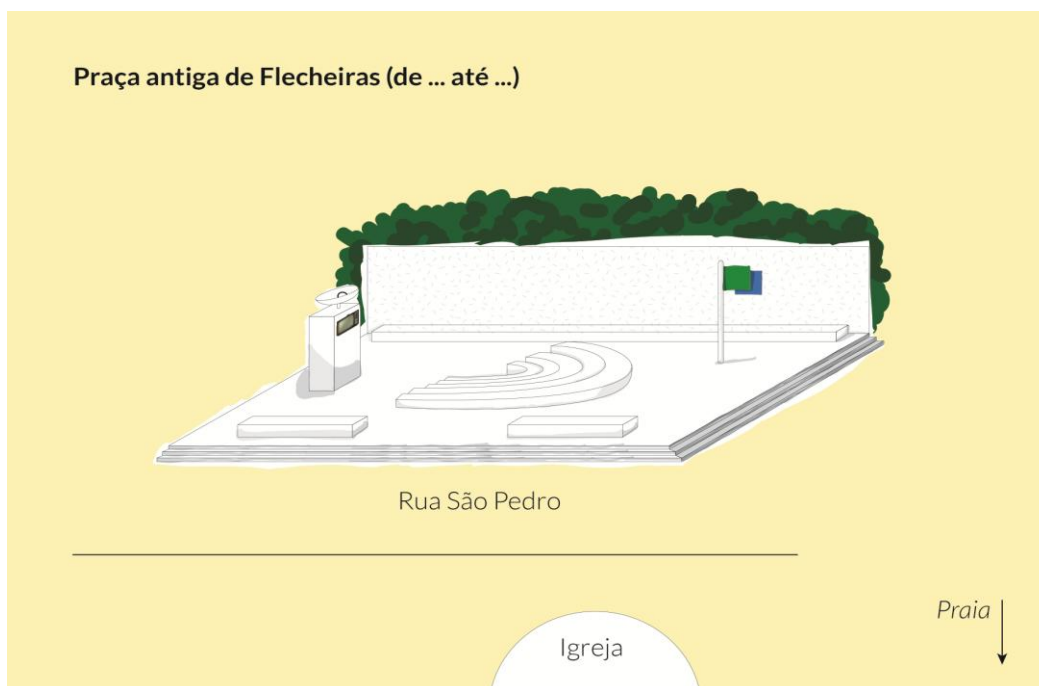 Praça antiga de Flecheiras (de ... até ...)
Rua São Pedro
Praia
Igreja